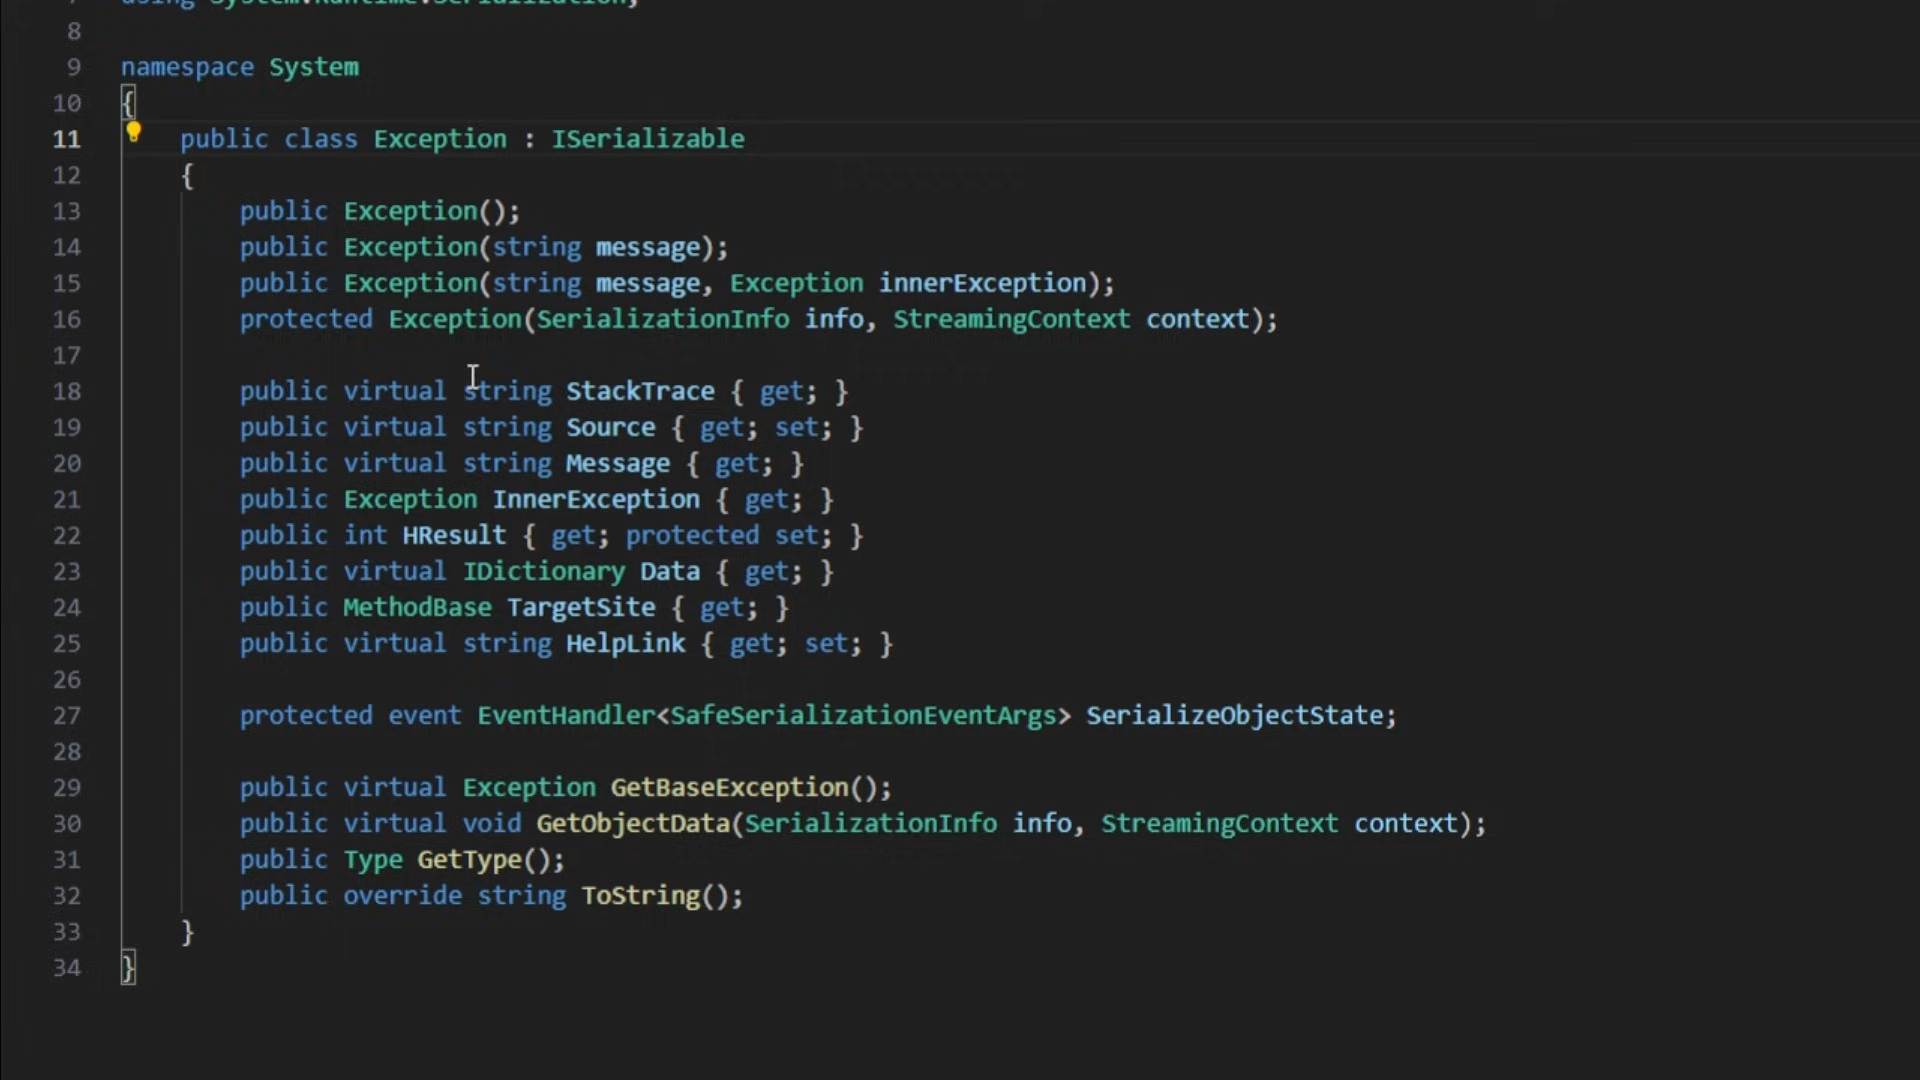 using System.Runtime.Serialization;
8
9 namespace System
10 {
11 public class Exception : ISerializable
12 {
13 public Exception();
14 public Exception(string message);
15 public Exception(string message, Exception innerException);
16 protected Exception(SerializationInfo info, StreamingContext context);
17
18 public virtual string StackTrace { get; }
19 public virtual string Source { get; set; }
20 public virtual string Message { get; }
21 public Exception InnerException { get; }
22 public int HResult { get; protected set; }
23 public virtual IDictionary Data { get; }
24 public MethodBase TargetSite { get; }
25 public virtual string HelpLink { get; set; }
26
27 protected event EventHandler<SafeSerializationEventArgs> SerializeObjectState;
28
29 public virtual Exception GetBaseException();
30 public virtual void GetObjectData(SerializationInfo info, StreamingContext context);
31 public Type GetType();
32 public override string ToString();
33 }
34 }